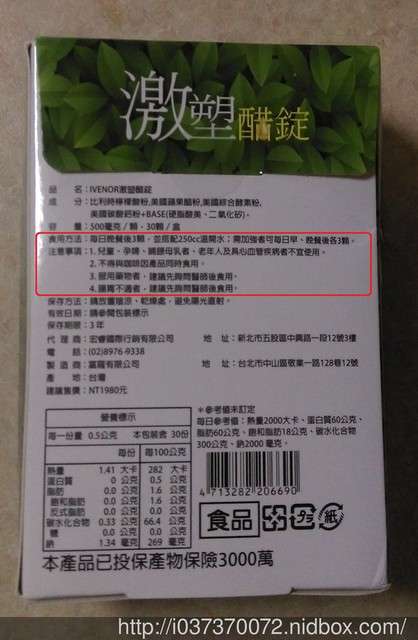 激塑醋錠
品　名：IVENOR激塑醋錠
成　分：比利時檸檬酸粉、美國蘋果醋粉、美國綜合酵素粉、
美國碳酸鈣粉+BASE(硬脂酸美、二氧化矽)。
容　量：500毫克/顆，30顆/盒
食用方法：每日晚餐後3顆，並搭配250cc溫開水；需加強者可每日早、晚餐後各3顆。
注意事項：1.兒童、孕婦、哺餵母乳者、老年人及具心血管疾病者不宜使用。
2.不得與咖啡因產品同時食用。
3.服用藥物者，建議先詢問醫師後食用。
4.腸胃不適者，建議先詢問醫師後食用。
保存方法：請放置陰涼、乾燥處，避免陽光直射。
有效日期：請參閱包裝標示
保存期限：3 年
代 理 商：宏睿國際行銷有限公司　地　址：新北市五股區中興路一段12號3樓
電　話：(02)8976-9338
製 造 商：富羅有限公司　地　址：台中市中山區敬業一路128巷12號
產　地：台灣
建議售價：NT1980元
營養標示
每一份量 0.5公克 本包裝含 30份
每份 每100公克
熱量 1.41 大卡 282 大卡
蛋白質 0 公克 0.5 公克
脂肪 0.0 公克 1.6 公克
飽和脂肪 0.0 公克 1.6 公克
反式脂肪 0 公克 0 公克
碳水化合物 0.33 公克 66.4 公克
糖 0.0 公克 0.0 公克
鈉 1.34 毫克 269 毫克
*參考值未訂定
每日參考值：熱量2000大卡、蛋白質60公克、
脂肪60公克、飽和脂肪18公克、碳水化合物
300公克、鈉2000 毫克。
4 713282 206690
食品 紙
本產品已投保產物保險3000萬
http://i037370072.nidbox.com/